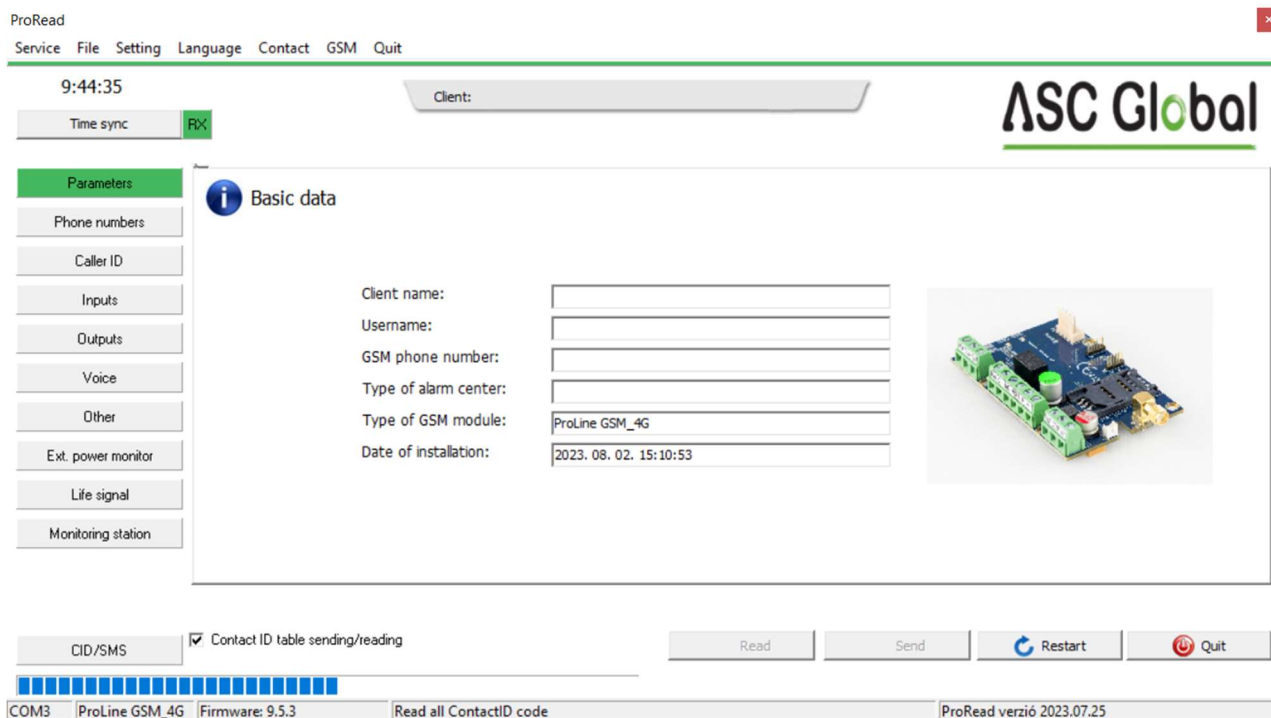 ProRead
Service File Setting Language Contact GSM Quit
9:44:35
Client:
ASC Global
Time sync RX
Parameters
Basic data
Phone numbers
Caller ID
Inputs
Outputs
Voice
Other
Ext. power monitor
Life signal
Monitoring station
Client name:
Username:
GSM phone number:
Type of alarm center:
Type of GSM module: ProLine GSM_4G
Date of installation: 2023. 08. 02. 15:10:53
CID/SMS
Contact ID table sending/reading
Read Send Restart Quit
COM3 ProLine GSM_4G Firmware: 9.5.3 Read all ContactID code ProRead verzió 2023.07.25